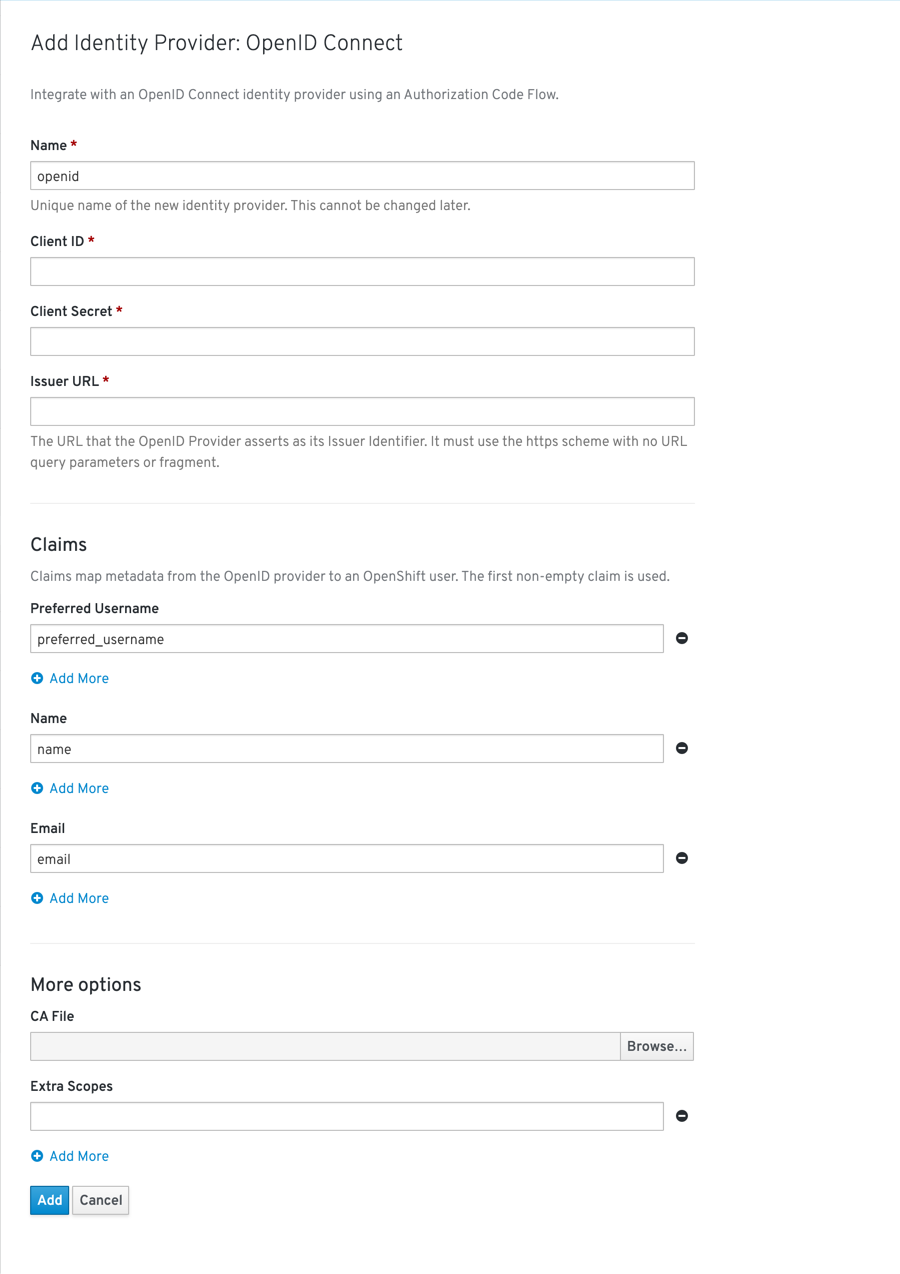 Add Identity Provider: OpenID Connect
Integrate with an OpenID Connect identity provider using an Authorization Code Flow.
Name *
openid
Unique name of the new identity provider. This cannot be changed later.
Client ID *
Client Secret *
Issuer URL *
The URL that the OpenID Provider asserts as its Issuer Identifier. It must use the https scheme with no URL
query parameters or fragment.
Claims
Claims map metadata from the OpenID provider to an OpenShift user. The first non-empty claim is used.
Preferred Username
preferred_username
Add More
Name
name
Add More
Email
email
Add More
More options
CA File
Browse...
Extra Scopes
Add More
Add Cancel